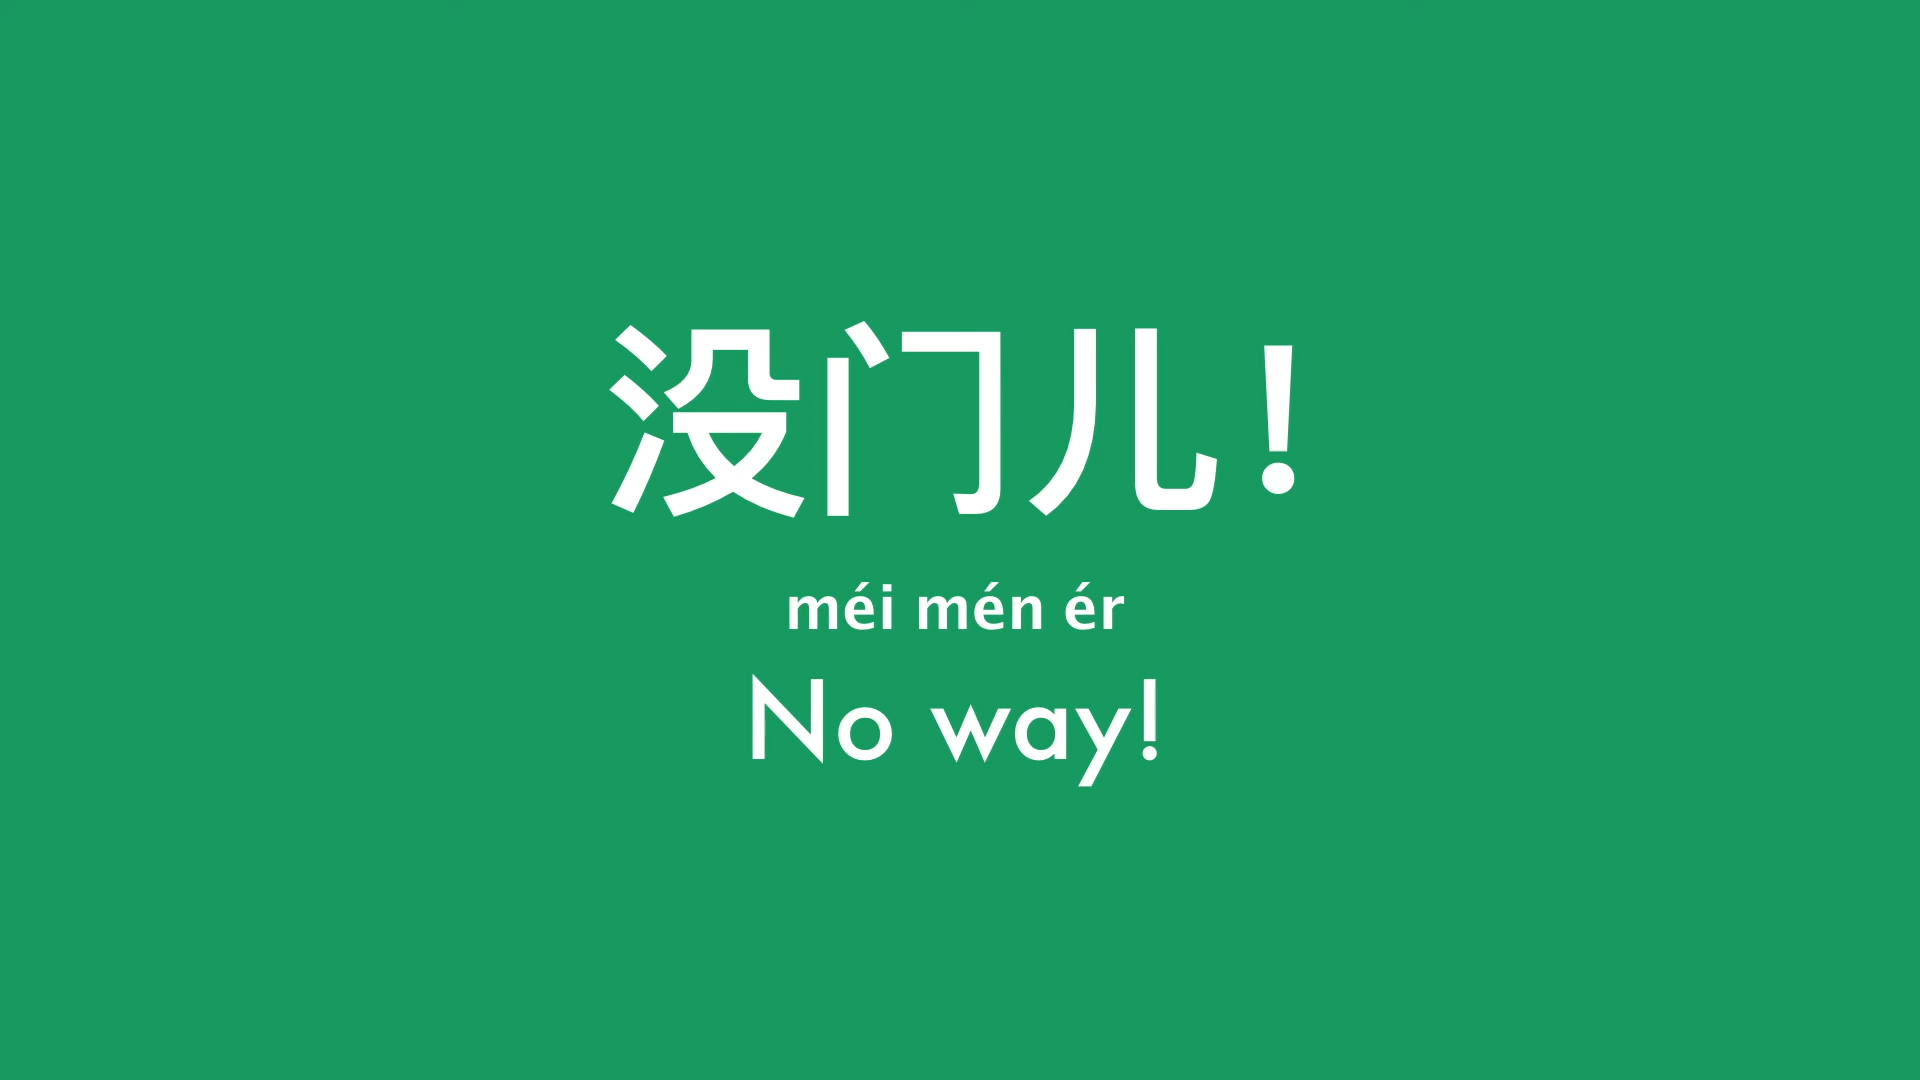 没门儿！
méi mén ér
No way!